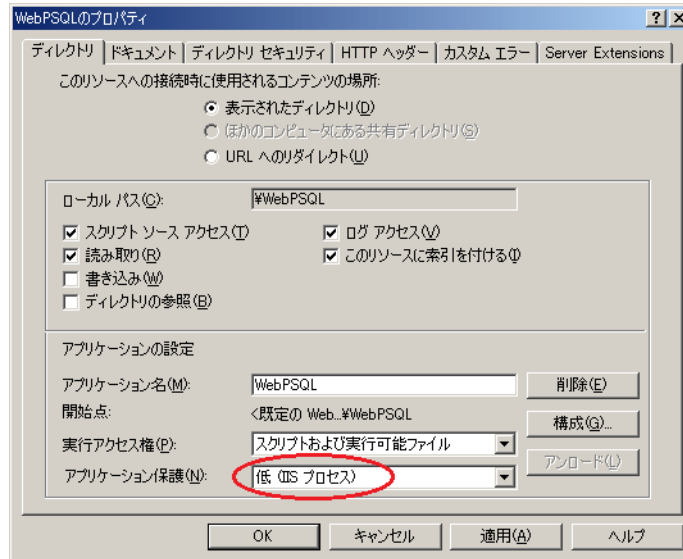 WebPSQLのプロパティ
ディレクトリ ドキュメント ディレクトリ セキュリティ HTTP ヘッダー カスタム エラー Server Extensions
このリソースへの接続時に使用されるコンテンツの場所:
表示されたディレクトリ(D)
ほかのコンピュータにある共有ディレクトリ(S)
URL へのリダイレクト(U)
ローカル パス(C): ¥WebPSQL
スクリプト ソース アクセス(T) ログ アクセス(V)
読み取り(R) このリソースに索引を付ける(I)
書き込み(W)
ディレクトリの参照(B)
アプリケーションの設定
アプリケーション名(M): WebPSQL 削除(E)
開始点: <既定の Web...¥WebPSQL 構成(G)...
実行アクセス権(P): スクリプトおよび実行可能ファイル
アプリケーション保護(N): 低 (IIS プロセス) アンロード(L)
OK キャンセル 適用(A) ヘルプ